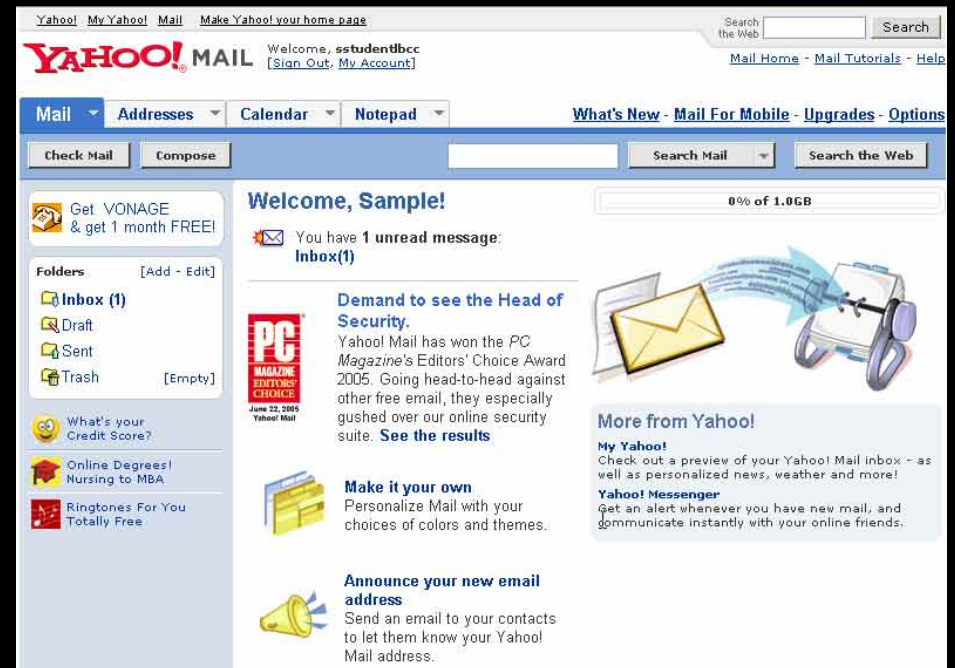 Yahoo! My Yahoo! Mail Make Yahoo! your home page
Search the Web
Search
YAHOO! MAIL
Welcome, sstudentlbcc
[Sign Out, My Account]
Mail Home - Mail Tutorials - Help
Mail Addresses Calendar Notepad
What's New - Mail For Mobile - Upgrades - Options
Check Mail Compose
Search Mail Search the Web
Get VONAGE
& get 1 month FREE!
Folders [Add - Edit]
Inbox (1)
Draft
Sent
Trash [Empty]
What's your
Credit Score?
Online Degrees!
Nursing to MBA
Ringtones For You
Totally Free
Welcome, Sample!
You have 1 unread message:
Inbox(1)
PC
MAGAZINE
EDITORS'
CHOICE
June 22, 2005
Yahoo! Mail
Demand to see the Head of
Security.
Yahoo! Mail has won the PC
Magazine's Editors' Choice Award
2005. Going head-to-head against
other free email, they especially
gushed over our online security
suite. See the results
Make it your own
Personalize Mail with your
choices of colors and themes.
Announce your new email
address
Send an email to your contacts
to let them know your Yahoo!
Mail address.
0% of 1.0GB
More from Yahoo!
My Yahoo!
Check out a preview of your Yahoo! Mail inbox - as
well as personalized news, weather and more!
Yahoo! Messenger
Get an alert whenever you have new mail, and
communicate instantly with your online friends.